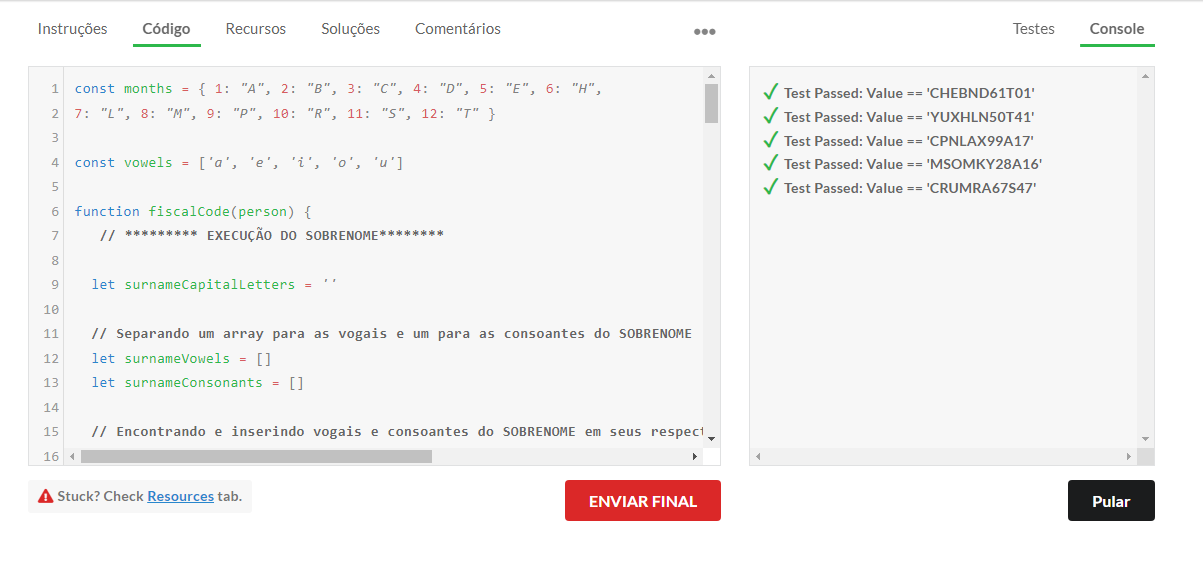 Instruções Código Recursos Soluções Comentários ••• Testes Console
1 const months = { 1: "A", 2: "B", 3: "C", 4: "D", 5: "E", 6: "H",
2 7: "L", 8: "M", 9: "P", 10: "R", 11: "S", 12: "T" }
3
4 const vowels = ['a', 'e', 'i', 'o', 'u']
5
6 function fiscalCode(person) {
7 // ********* EXECUÇÃO DO SOBRENOME********
8
9 let surnameCapitalLetters = ''
10
11 // Separando um array para as vogais e um para as consoantes do SOBRENOME
12 let surnameVowels = []
13 let surnameConsonants = []
14
15 // Encontrando e inserindo vogais e consoantes do SOBRENOME em seus respect
16
Test Passed: Value == 'CHEBND61T01'
Test Passed: Value == 'YUXHLN50T41'
Test Passed: Value == 'CPNLAX99A17'
Test Passed: Value == 'MSOMKY28A16'
Test Passed: Value == 'CRUMRA67S47'
Stuck? Check Resources tab.
ENVIAR FINAL
Pular